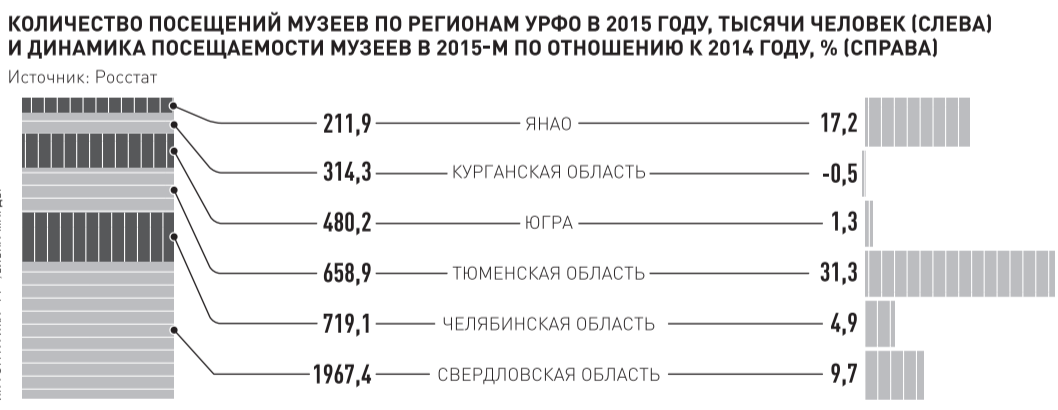 КОЛИЧЕСТВО ПОСЕЩЕНИЙ МУЗЕЕВ ПО РЕГИОНАМ УРФО В 2015 ГОДУ, ТЫСЯЧИ ЧЕЛОВЕК (СЛЕВА)
И ДИНАМИКА ПОСЕЩАЕМОСТИ МУЗЕЕВ В 2015-М ПО ОТНОШЕНИЮ К 2014 ГОДУ, % (СПРАВА)
Источник: Росстат
211,9 ЯНАО 17,2
314,3 КУРГАНСКАЯ ОБЛАСТЬ -0,5
480,2 ЮГРА 1,3
658,9 ТЮМЕНСКАЯ ОБЛАСТЬ 31,3
719,1 ЧЕЛЯБИНСКАЯ ОБЛАСТЬ 4,9
1967,4 СВЕРДЛОВСКАЯ ОБЛАСТЬ 9,7